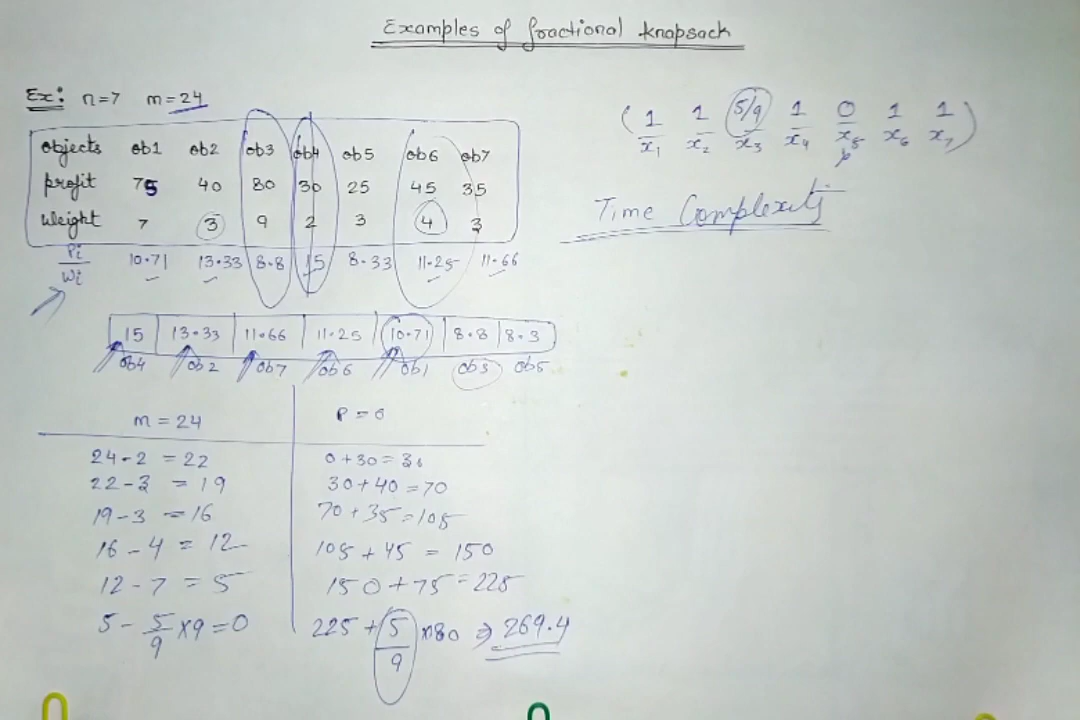 Examples of fractional knapsack
Ex: n=7 m=24
objects ob1 ob2 ob3 ob4 ob5 ob6 ob7
profit 75 40 80 30 25 45 35
weight 7 3 9 2 3 4 3
Pi/Wi 10.71 13.33 8.8 15 8.33 11.25 11.66
15 13.33 11.66 11.25 10.71 8.8 8.3
ob4 ob2 ob7 ob6 ob1 ob3 ob5
m = 24 P = 0
24-2 = 22 0+30=30
22-3 = 19 30+40=70
19-3 = 16 70+35=105
16-4 = 12 105+45 = 150
12-7 = 5 150+75=225
5 - 5/9 x9=0 225+5/9 x80 ⇒ 269.4
(1 1 5/9 1 0 1 1)
x1 x2 x3 x4 x5 x6 x7
Time Complexity